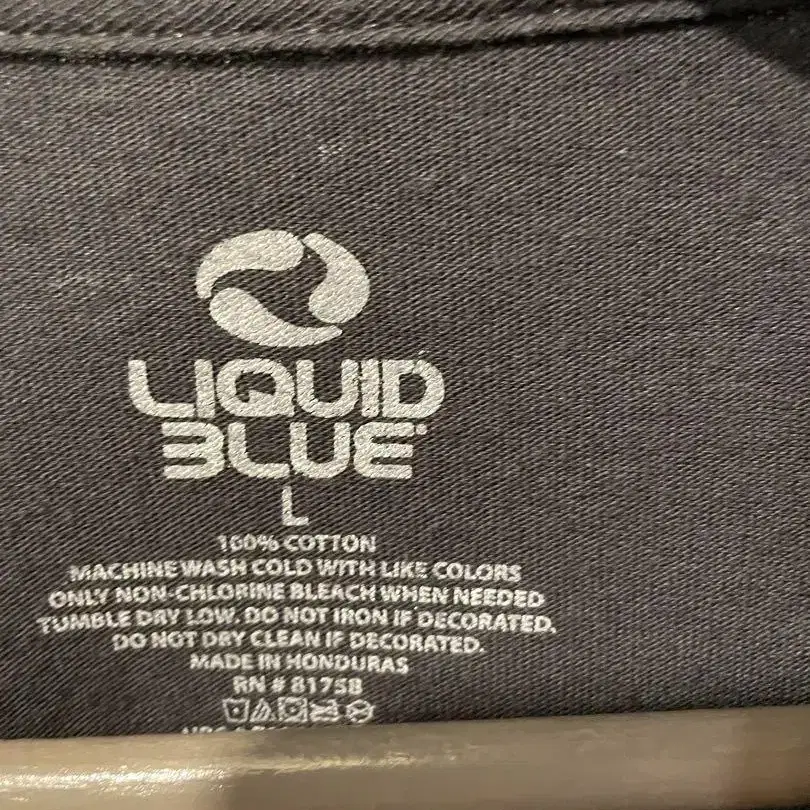 LIQUID
BLUE
L
100% COTTON
MACHINE WASH COLD WITH LIKE COLORS
ONLY NON-CHLORINE BLEACH WHEN NEEDED
TUMBLE DRY LOW. DO NOT IRON IF DECORATED.
DO NOT DRY CLEAN IF DECORATED.
MADE IN HONDURAS
RN # 81758